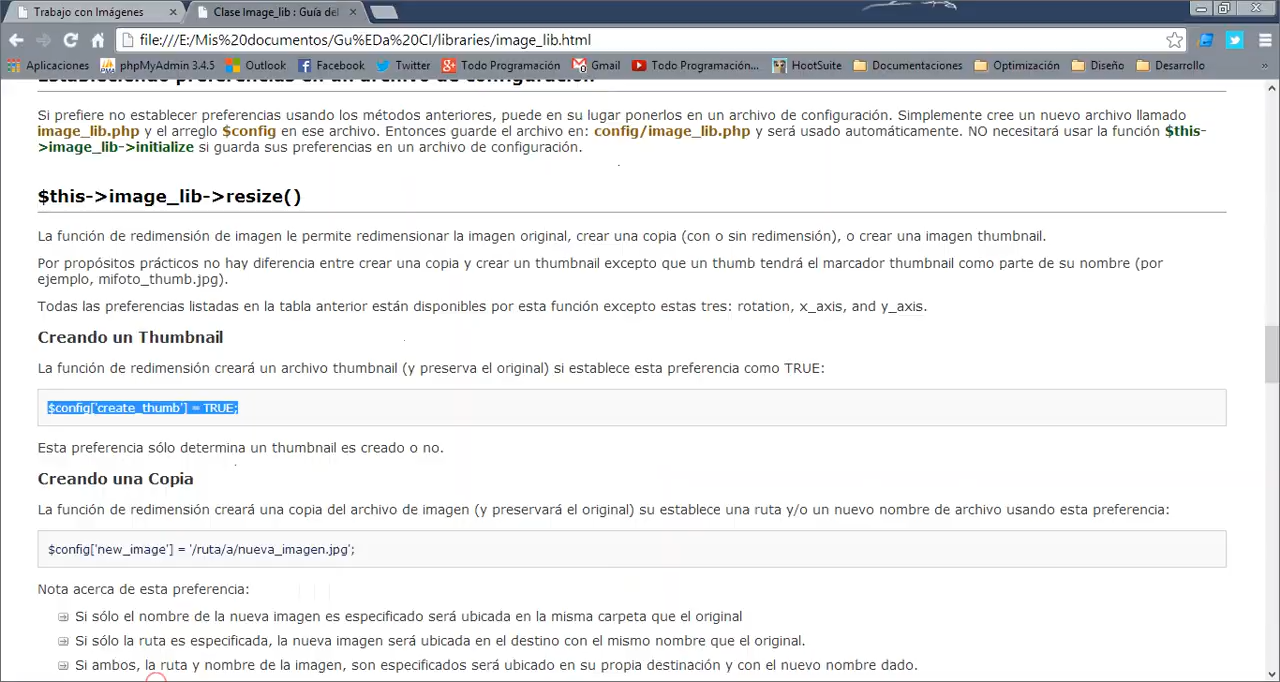 Trabajo con Imágenes
Clase Image_lib : Guía del
file:///E:/Mis%20documentos/Gu%EDa%20CI/libraries/image_lib.html
Aplicaciones phpMyAdmin 3.4.5 Outlook Facebook Twitter Todo Programación Gmail Todo Programación... HootSuite Documentaciones Optimización Diseño Desarrollo »
Estableciendo preferencias en un archivo de configuración
Si prefiere no establecer preferencias usando los métodos anteriores, puede en su lugar ponerlos en un archivo de configuración. Simplemente cree un nuevo archivo llamado
image_lib.php y el arreglo $config en ese archivo. Entonces guarde el archivo en: config/image_lib.php y será usado automáticamente. NO necesitará usar la función $this-
>image_lib->initialize si guarda sus preferencias en un archivo de configuración.
$this->image_lib->resize()
La función de redimensión de imagen le permite redimensionar la imagen original, crear una copia (con o sin redimensión), o crear una imagen thumbnail.
Por propósitos prácticos no hay diferencia entre crear una copia y crear un thumbnail excepto que un thumb tendrá el marcador thumbnail como parte de su nombre (por
ejemplo, mifoto_thumb.jpg).
Todas las preferencias listadas en la tabla anterior están disponibles por esta función excepto estas tres: rotation, x_axis, and y_axis.
Creando un Thumbnail
La función de redimensión creará un archivo thumbnail (y preserva el original) si establece esta preferencia como TRUE:
$config['create_thumb'] = TRUE;
Esta preferencia sólo determina un thumbnail es creado o no.
Creando una Copia
La función de redimensión creará una copia del archivo de imagen (y preservará el original) su establece una ruta y/o un nuevo nombre de archivo usando esta preferencia:
$config['new_image'] = '/ruta/a/nueva_imagen.jpg';
Nota acerca de esta preferencia:
Si sólo el nombre de la nueva imagen es especificado será ubicada en la misma carpeta que el original
Si sólo la ruta es especificada, la nueva imagen será ubicada en el destino con el mismo nombre que el original.
Si ambos, la ruta y nombre de la imagen, son especificados será ubicado en su propia destinación y con el nuevo nombre dado.